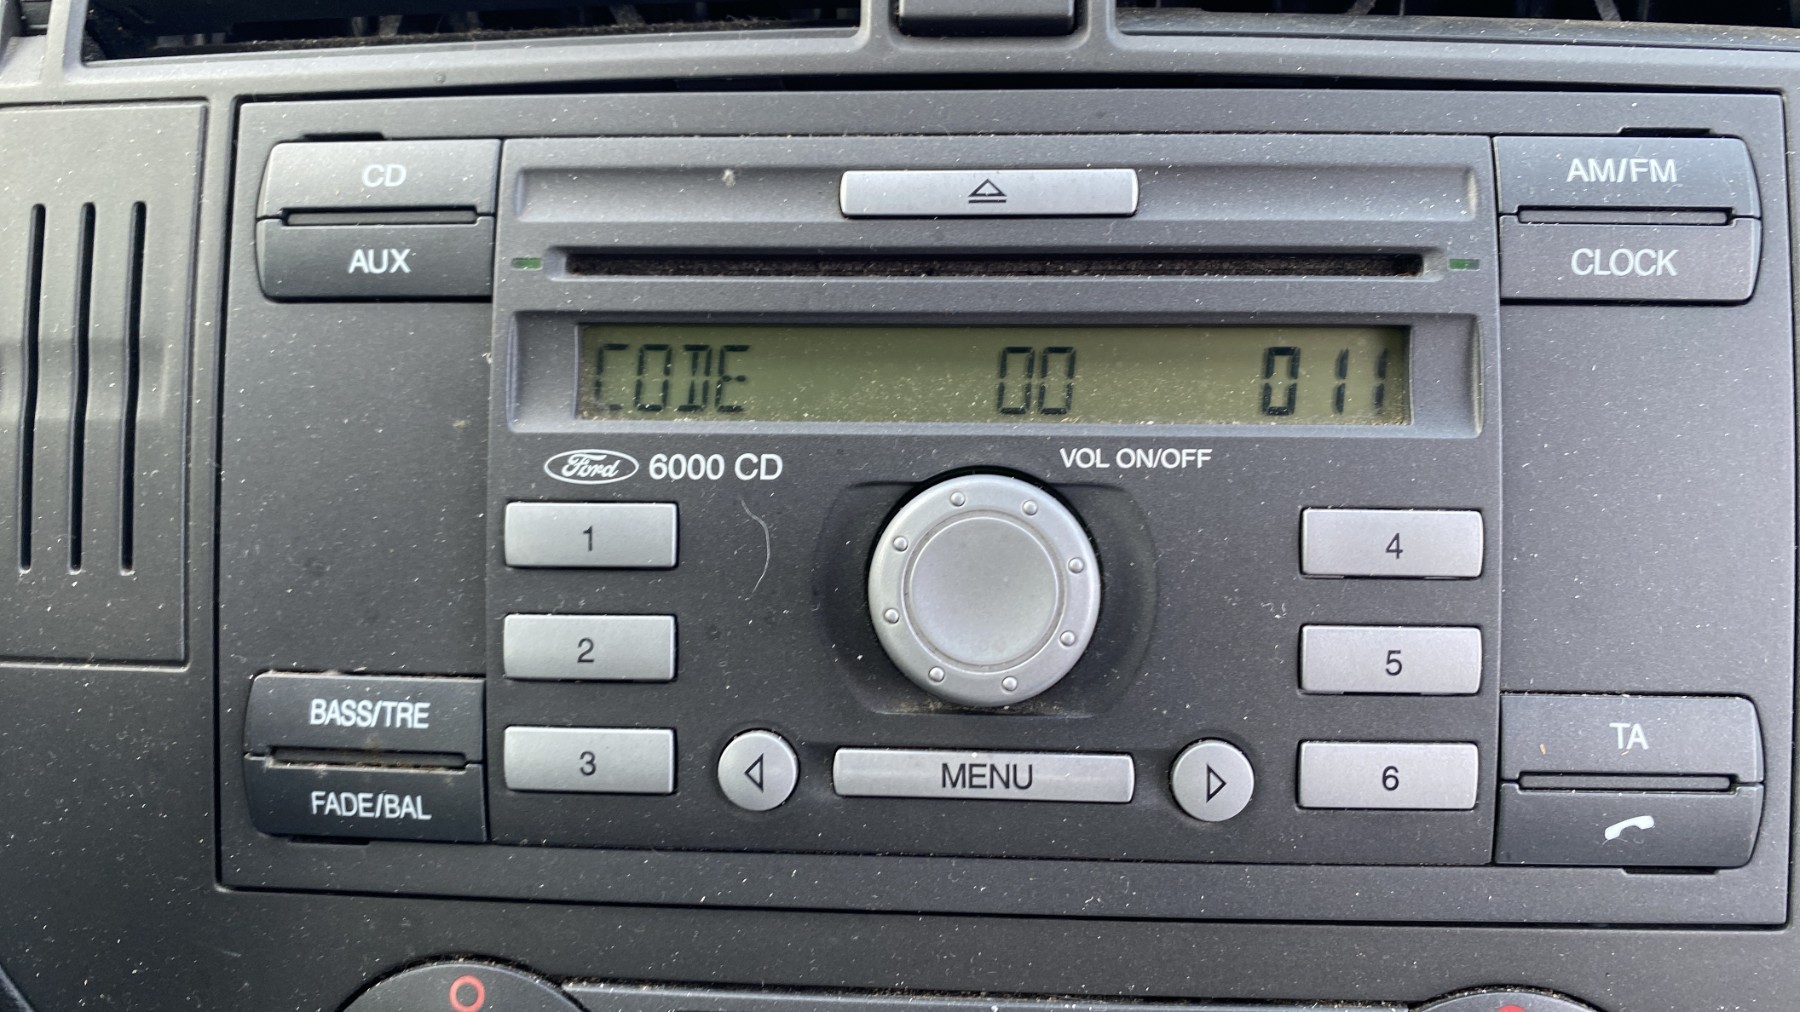 CD
AUX
AM/FM
CLOCK
CODE 00 011
Ford 6000 CD
VOL ON/OFF
1
4
2
5
3
MENU
6
BASS/TRE
FADE/BAL
TA